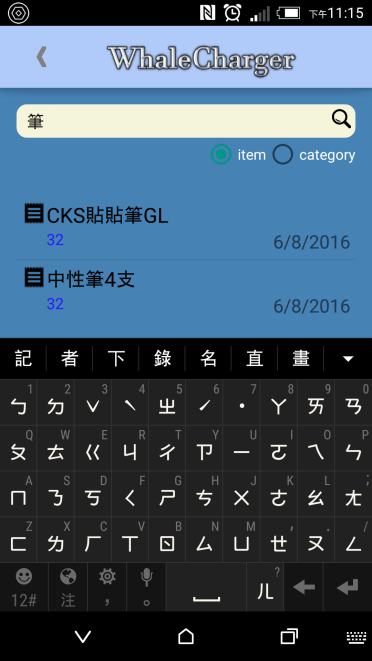 下午11:15
WhaleCharger
筆
item category
CKS貼貼筆GL
32 6/8/2016
中性筆4支
32 6/8/2016
記 者 下 錄 名 直 畫
1 2 3 4 5 6 7 8 9 0
ㄅ ㄉ ˇ ˋ ㄓ ˊ ˙ ㄚ ㄞ ㄢ
Q W E R T Y U I O P
ㄆ ㄊ ㄍ ㄐ ㄔ ㄗ ㄧ ㄛ ㄟ ㄣ
A S D F G H J K L ;
ㄇ ㄋ ㄎ ㄑ ㄕ ㄘ ㄨ ㄜ ㄠ ㄤ
Z X C V B N M , . /
ㄈ ㄌ ㄏ ㄒ ㄖ ㄙ ㄩ ㄝ ㄡ ㄥ
12# 注 , 。 ㄦ ?